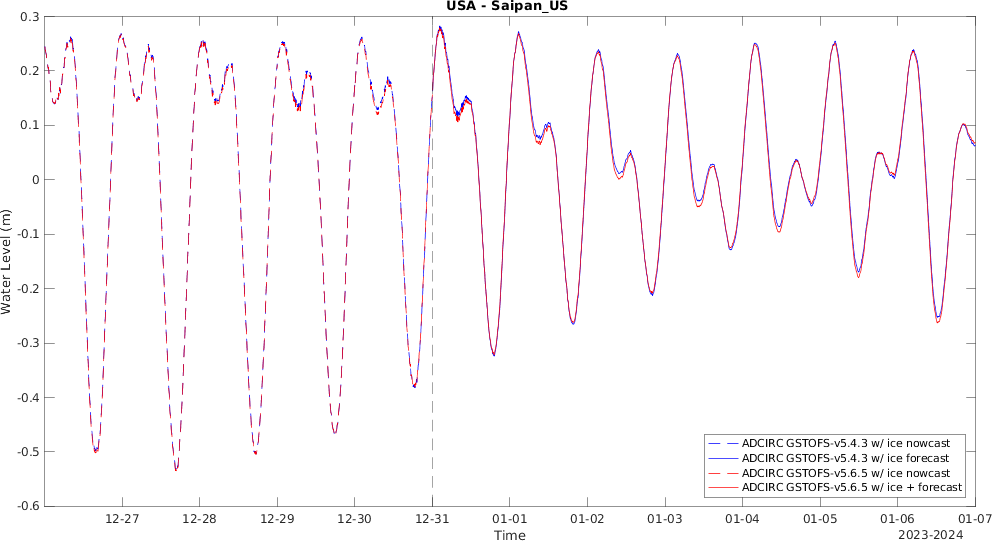 USA - Saipan_US
0.3
0.2
0.1
0
-0.1
-0.2
-0.3
-0.4
-0.5
-0.6
Water Level (m)
ADCIRC GSTOFS-v5.4.3 w/ ice nowcast
ADCIRC GSTOFS-v5.4.3 w/ ice forecast
ADCIRC GSTOFS-v5.6.5 w/ ice nowcast
ADCIRC GSTOFS-v5.6.5 w/ ice + forecast
12-27 12-28 12-29 12-30 12-31 01-01 01-02 01-03 01-04 01-05 01-06 01-07
Time
2023-2024